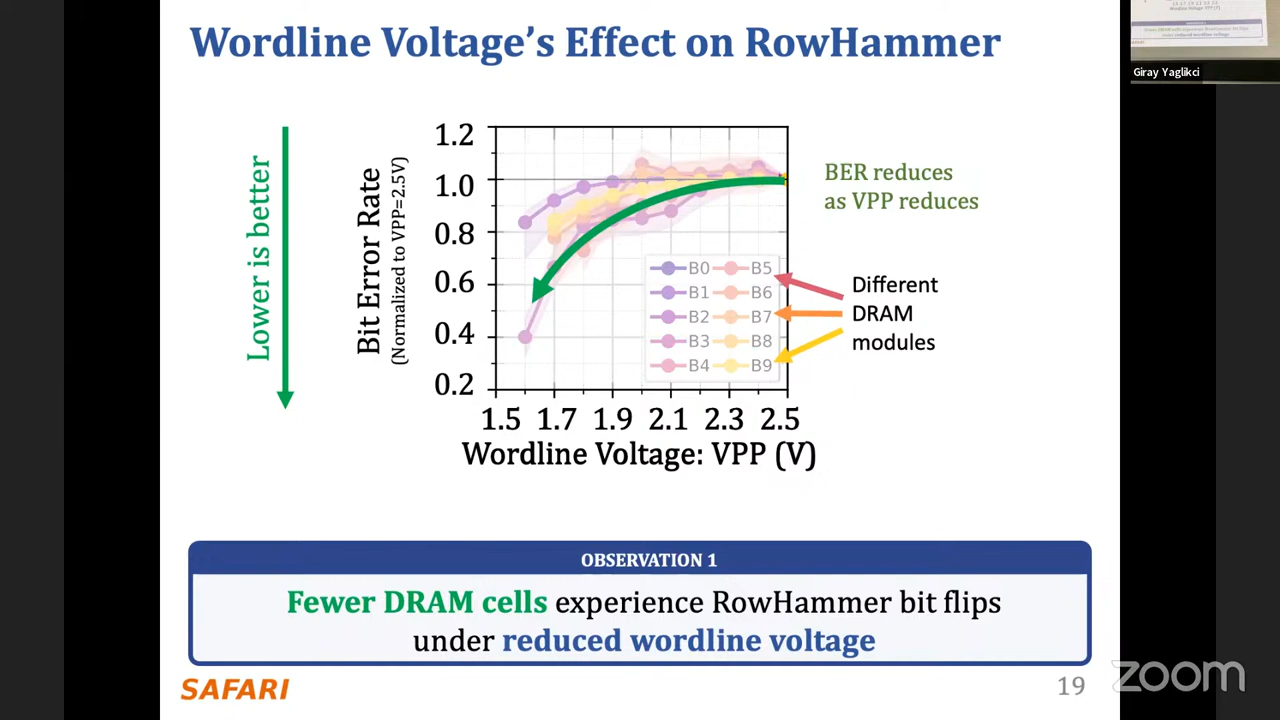 Wordline Voltage's Effect on RowHammer
Giray Yaglikci
Lower is better
Bit Error Rate
(Normalized to VPP=2.5V)
1.2
1.0
0.8
0.6
0.4
0.2
1.5 1.7 1.9 2.1 2.3 2.5
Wordline Voltage: VPP (V)
B0 B5
B1 B6
B2 B7
B3 B8
B4 B9
BER reduces
as VPP reduces
Different
DRAM
modules
OBSERVATION 1
Fewer DRAM cells experience RowHammer bit flips
under reduced wordline voltage
SAFARI
19
zoom